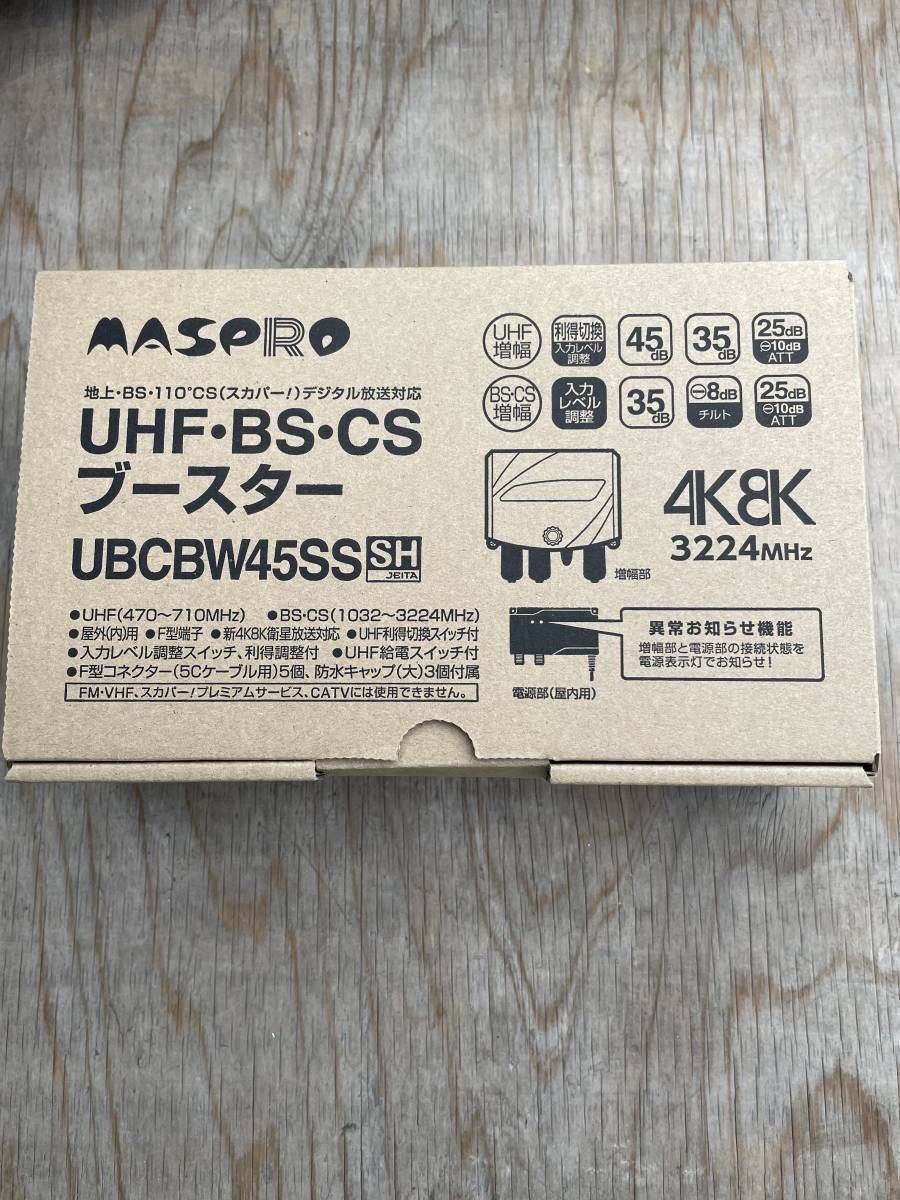 MASPRO
地上・BS・110°CS(スカパー!)デジタル放送対応
UHF・BS・CS
ブースター
UBCBW45SS SH JEITA
●UHF(470～710MHz) ●BS・CS(1032～3224MHz)
●屋外(内)用 ●F型端子 ●新4K8K衛星放送対応 ●UHF利得切換スイッチ付
●入力レベル調整スイッチ、利得調整付 ●UHF給電スイッチ付
●F型コネクター(5Cケーブル用)5個、防水キャップ(大)3個付属
FM・VHF、スカパー!プレミアムサービス、CATVには使用できません。
UHF
増幅
利得切換
入力レベル
調整
45dB
35dB
25dB
⊖10dB
ATT
BS・CS
増幅
入力
レベル
調整
35dB
⊖8dB
チルト
25dB
⊖10dB
ATT
増幅部
4K8K
3224MHz
電源部(屋内用)
異常お知らせ機能
増幅部と電源部の接続状態を
電源表示灯でお知らせ!